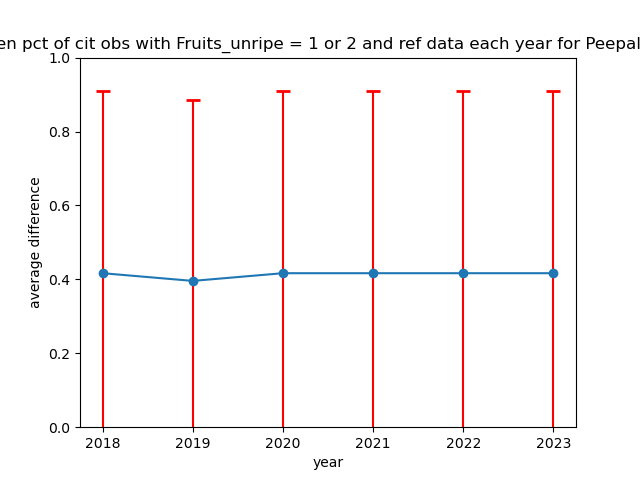 en pct of cit obs with Fruits_unripe = 1 or 2 and ref data each year for Peepal
1.0
0.8
0.6
0.4
0.2
0.0
average difference
2018 2019 2020 2021 2022 2023
year